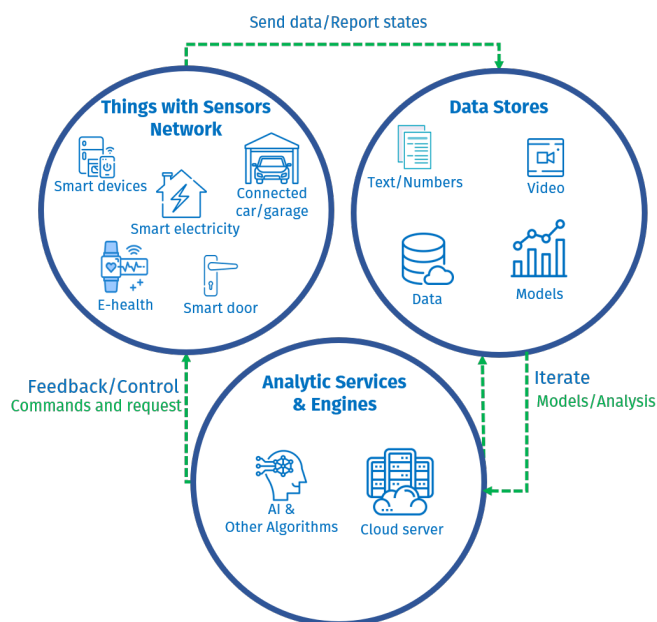 Send data/Report states
Things with Sensors
Network
Smart devices
Connected
car/garage
Smart electricity
E-health
Smart door
Data Stores
Text/Numbers
Video
Data
Models
Feedback/Control
Commands and request
Iterate
Models/Analysis
Analytic Services
& Engines
AI &
Other Algorithms
Cloud server